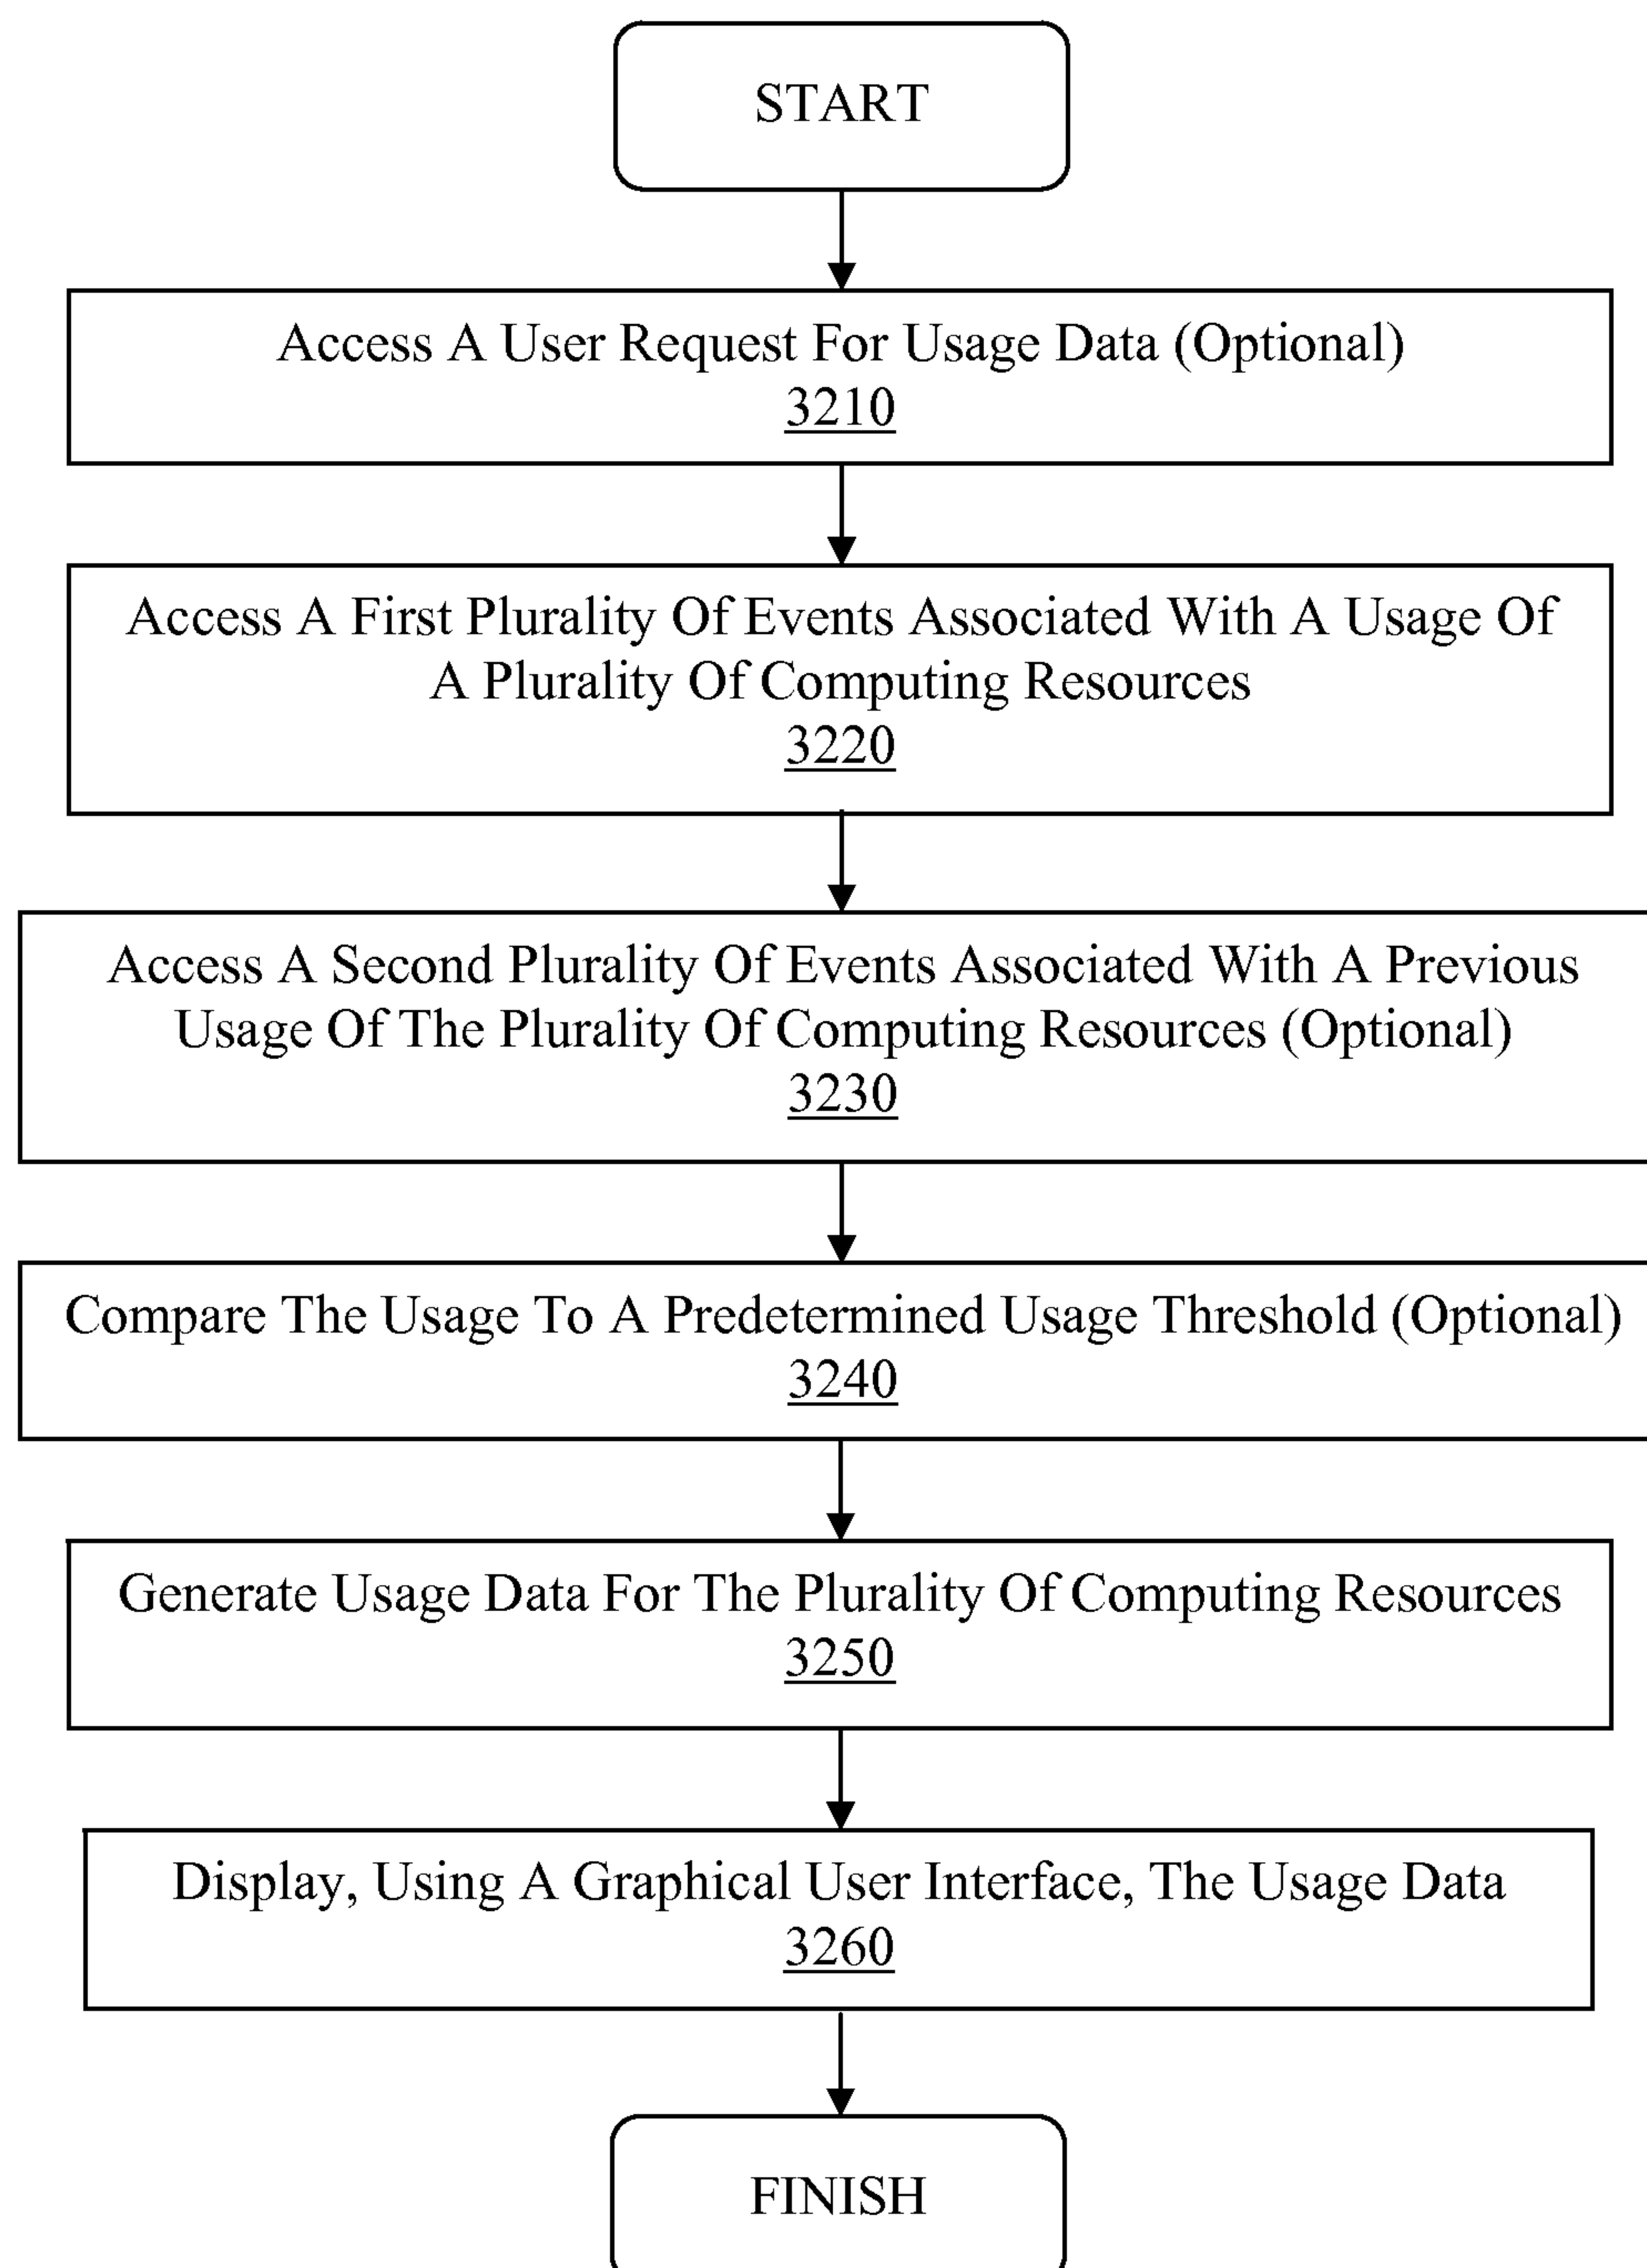 START
Access A User Request For Usage Data (Optional)
3210
Access A First Plurality Of Events Associated With A Usage Of
A Plurality Of Computing Resources
3220
Access A Second Plurality Of Events Associated With A Previous
Usage Of The Plurality Of Computing Resources (Optional)
3230
Compare The Usage To A Predetermined Usage Threshold (Optional)
3240
Generate Usage Data For The Plurality Of Computing Resources
3250
Display, Using A Graphical User Interface, The Usage Data
3260
FINISH